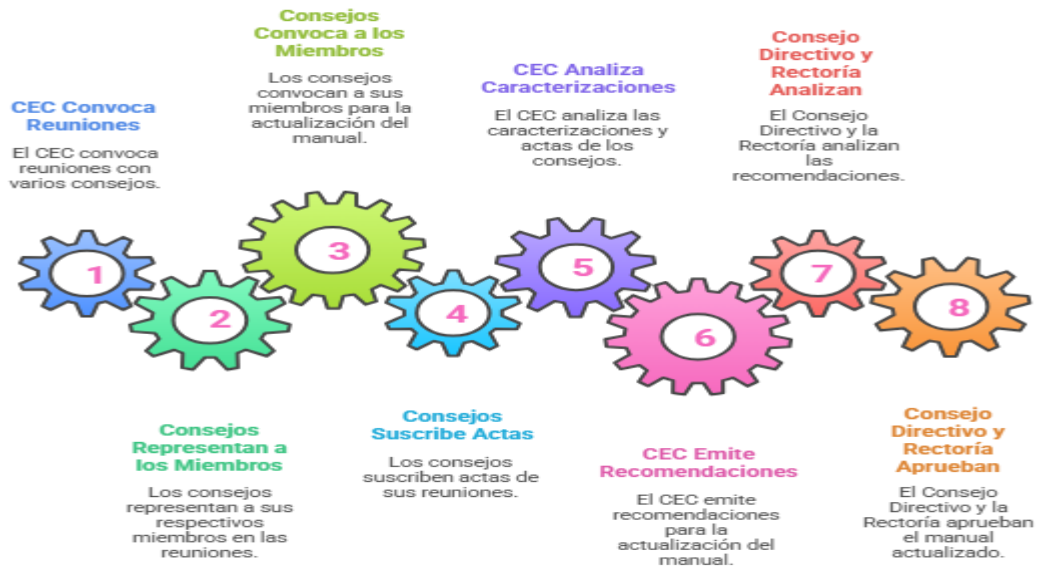 CEC Convoca
Reuniones
El CEC convoca
reuniones con
varios consejos.
1
Consejos
Representan a
los Miembros
Los consejos
representan a sus
respectivos
miembros en las
reuniones.
2
Consejos
Convoca a los
Miembros
Los consejos
convocan a sus
miembros para la
actualización del
manual.
3
Consejos
Suscribe Actas
Los consejos
suscriben actas de
sus reuniones.
4
CEC Analiza
Caracterizaciones
El CEC analiza las
caracterizaciones y
actas de los
consejos.
5
CEC Emite
Recomendaciones
El CEC emite
recomendaciones
para la
actualización del
manual.
6
Consejo
Directivo y
Rectoría
Analizan
El Consejo
Directivo y la
Rectoría analizan
las
recomendaciones.
7
Consejo
Directivo y
Rectoría
Aprueban
El Consejo
Directivo y la
Rectoría aprueban
el manual
actualizado.
8